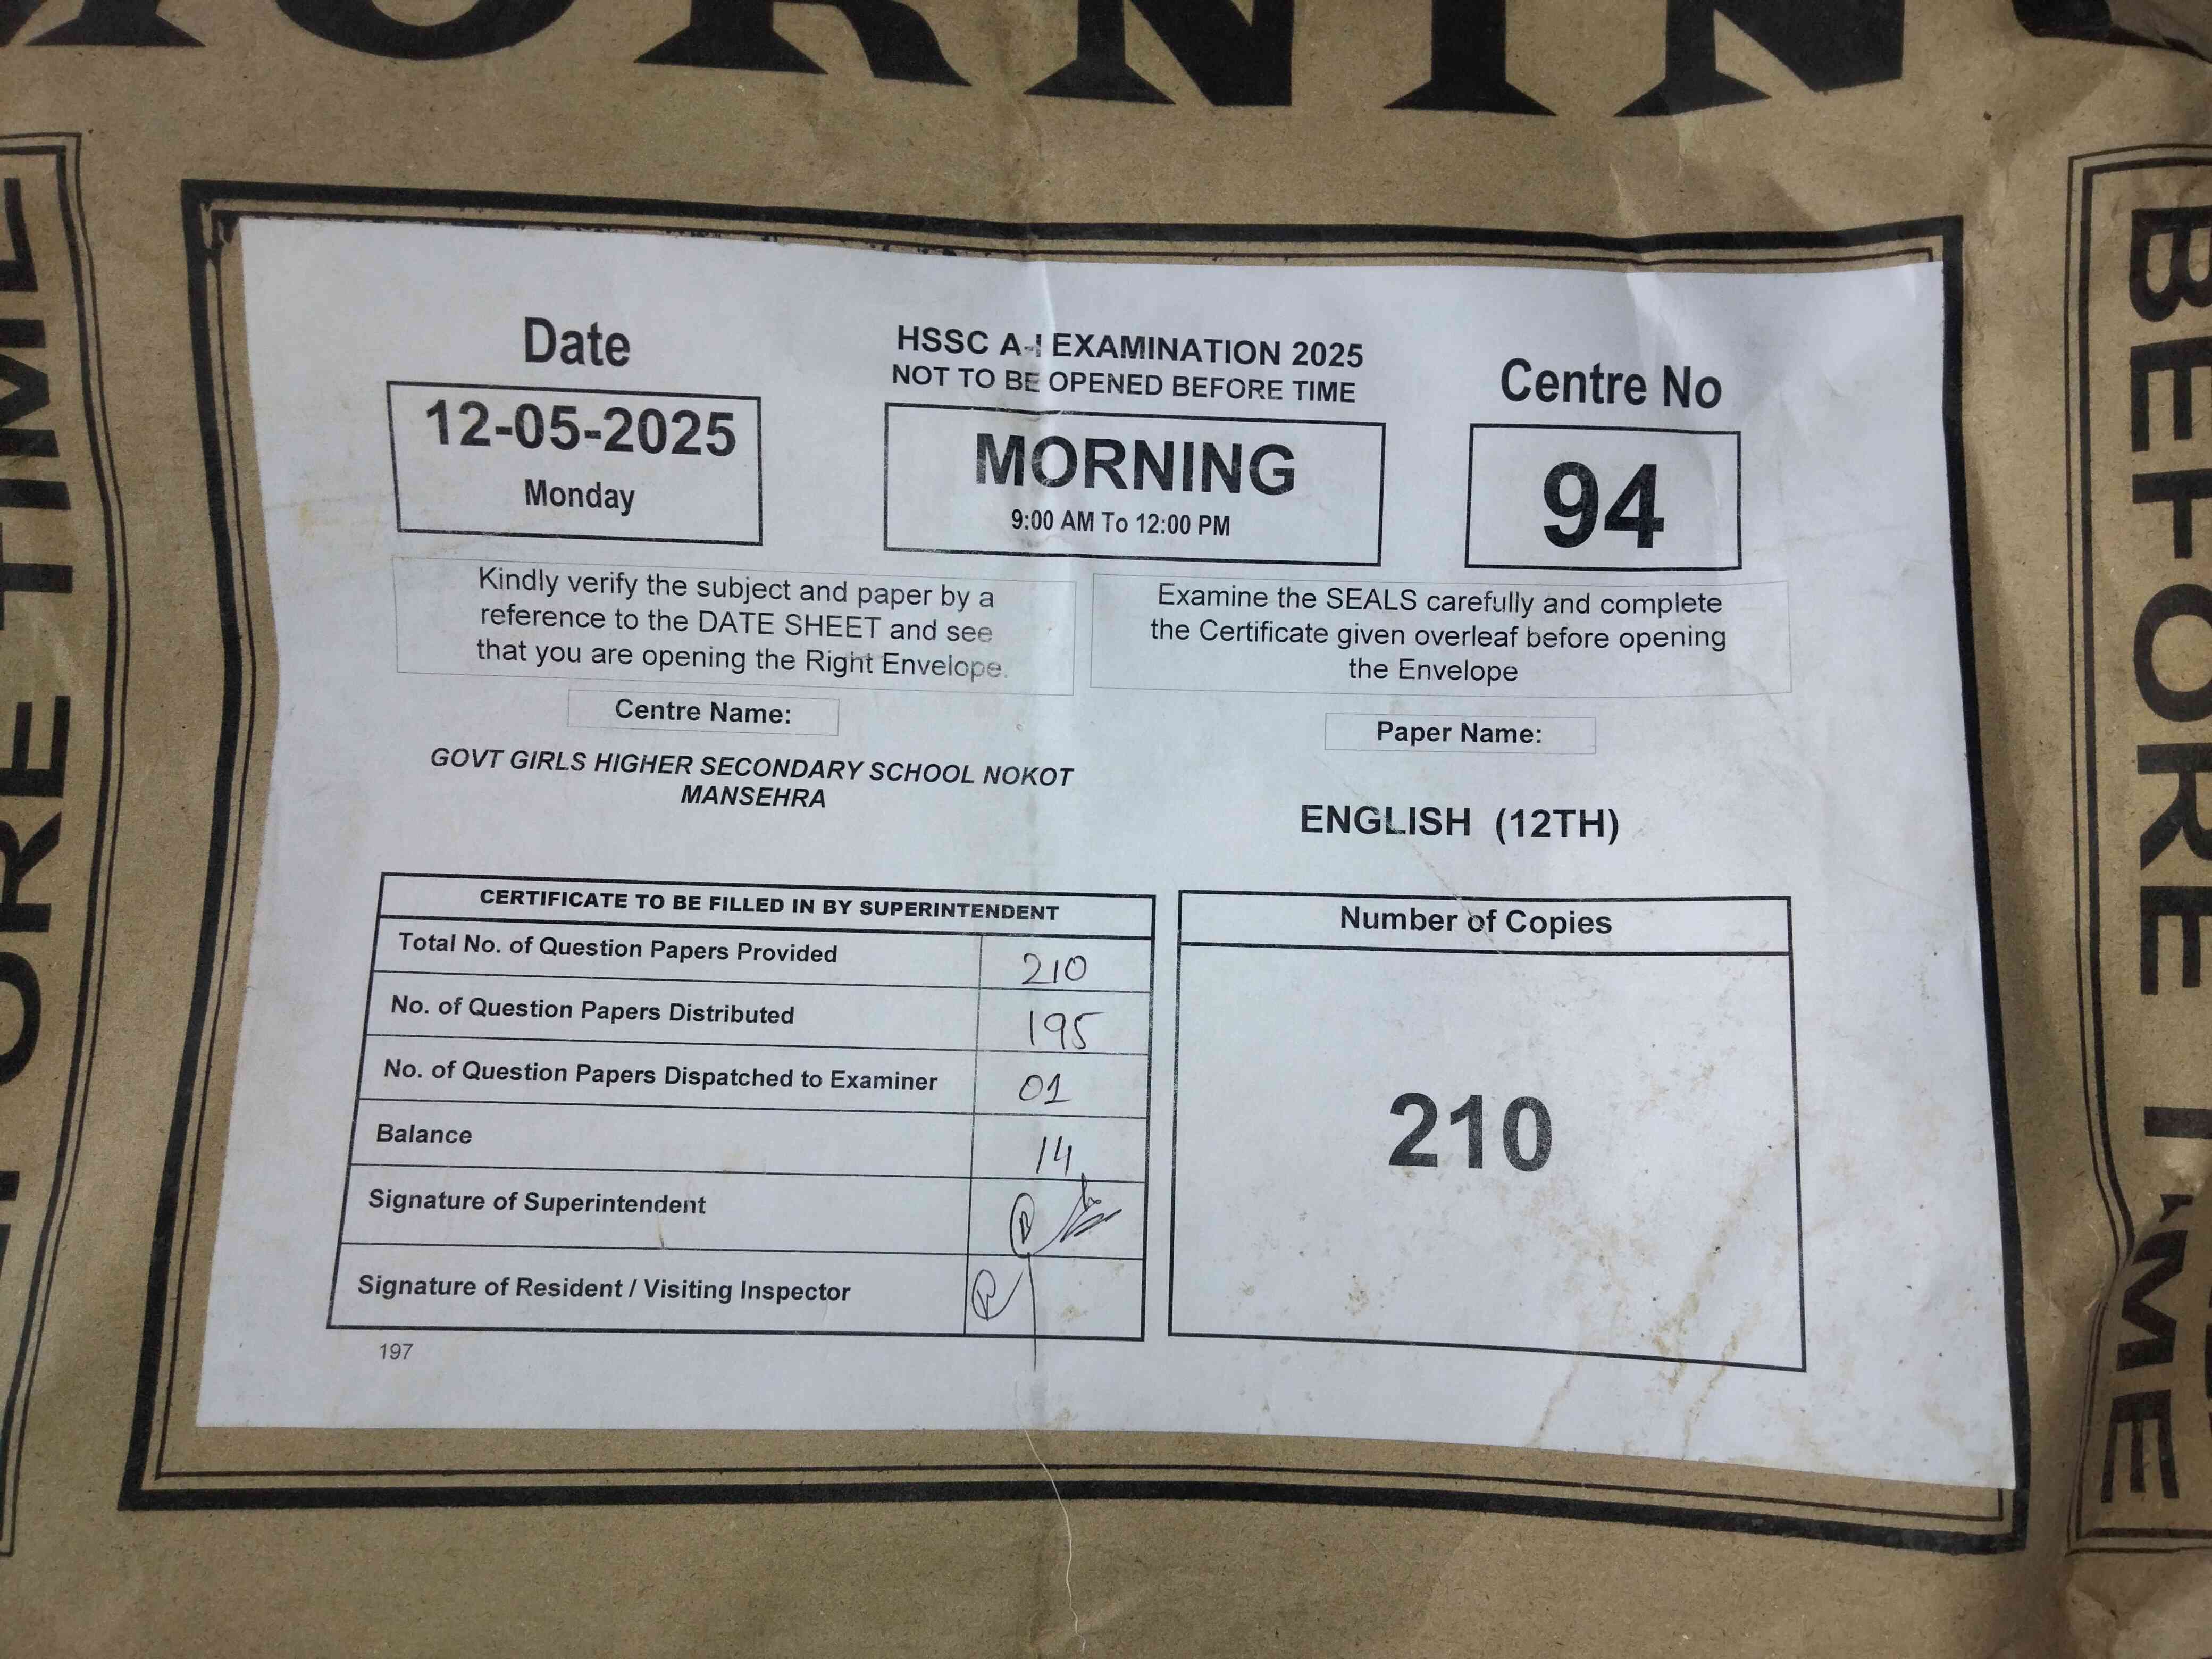 MORNIN
BEFORE TIME
Date
12-05-2025
Monday
HSSC A-I EXAMINATION 2025
NOT TO BE OPENED BEFORE TIME
MORNING
9:00 AM To 12:00 PM
Centre No
94
Kindly verify the subject and paper by a
reference to the DATE SHEET and see
that you are opening the Right Envelope.
Examine the SEALS carefully and complete
the Certificate given overleaf before opening
the Envelope
Centre Name:
GOVT GIRLS HIGHER SECONDARY SCHOOL NOKOT
MANSEHRA
Paper Name:
ENGLISH (12TH)
CERTIFICATE TO BE FILLED IN BY SUPERINTENDENT
Total No. of Question Papers Provided 210
No. of Question Papers Distributed 195
No. of Question Papers Dispatched to Examiner 01
Balance 14
Signature of Superintendent
Signature of Resident / Visiting Inspector
Number of Copies
210
197
BEFORE TIME